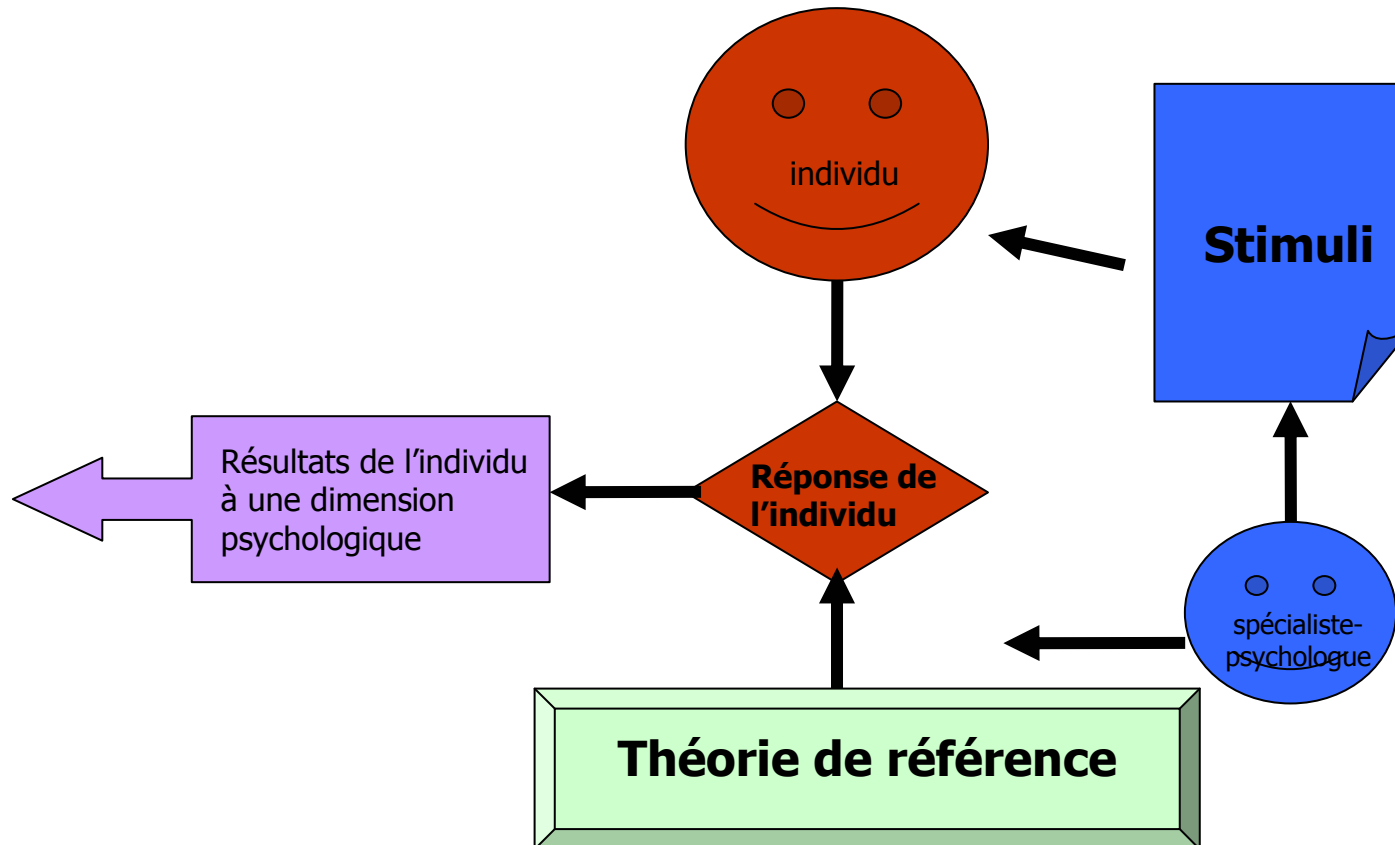 individu
Stimuli
Résultats de l’individu
à une dimension
psychologique
Réponse de
l’individu
spécialiste-
psychologue
Théorie de référence